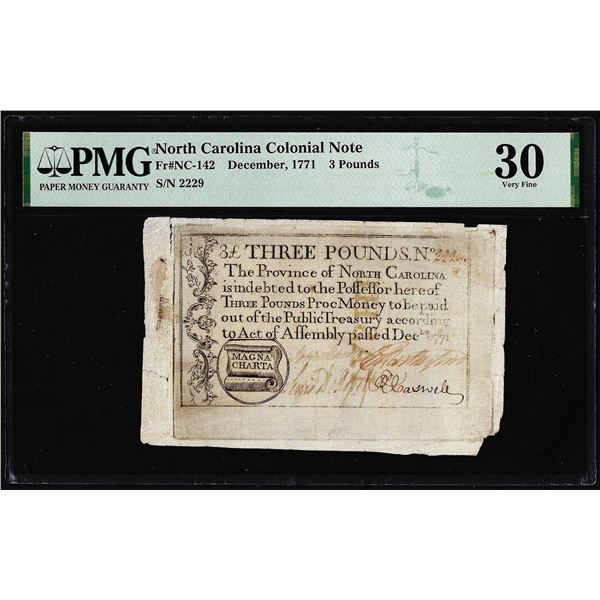 PMG
PAPER MONEY GUARANTY
North Carolina Colonial Note
Fr#NC-142 December, 1771 3 Pounds
S/N 2229
30
Very Fine
3£ THREE POUNDS. No. 2229
The Province of NORTH CAROLINA
is indebted to the Possessor hereof
THREE POUNDS Proc Money to be paid
out of the Public Treasury according
to Act of Assembly passed Decbr 1771
MAGNA
CHARTA
Lewis
Rd Caswell